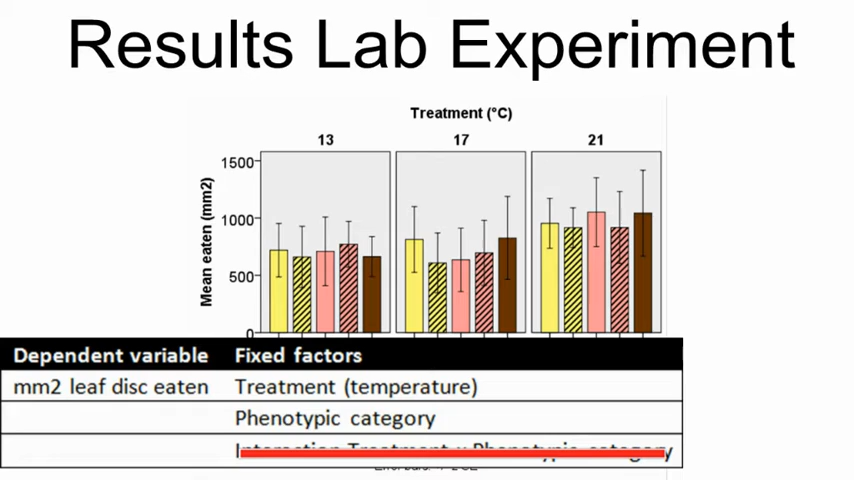 Results Lab Experiment
Treatment (°C)
13 17 21
Mean eaten (mm2)
1500
1000
500
0
Dependent variable Fixed factors
mm2 leaf disc eaten Treatment (temperature)
Phenotypic category
Interaction Treatment x Phenotypic category